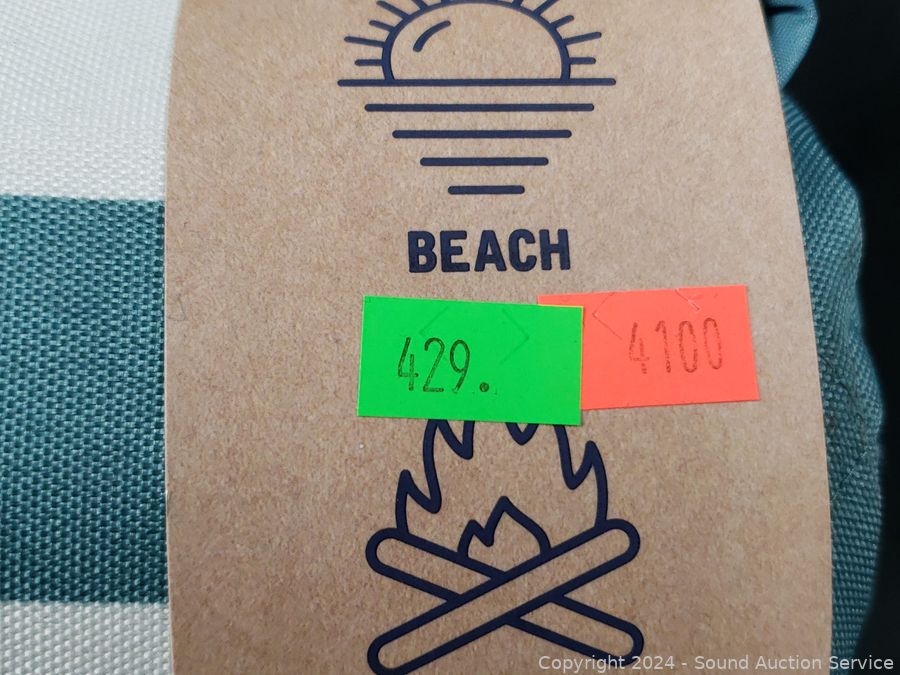 BEACH
429.
4100
Copyright 2024 - Sound Auction Service